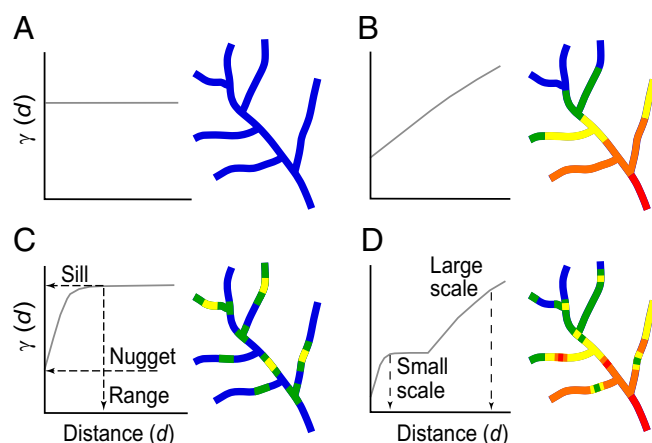 A
γ (d)
B
C
γ (d)
Sill
Nugget
Range
Distance (d)
D
Large
scale
Small
scale
Distance (d)